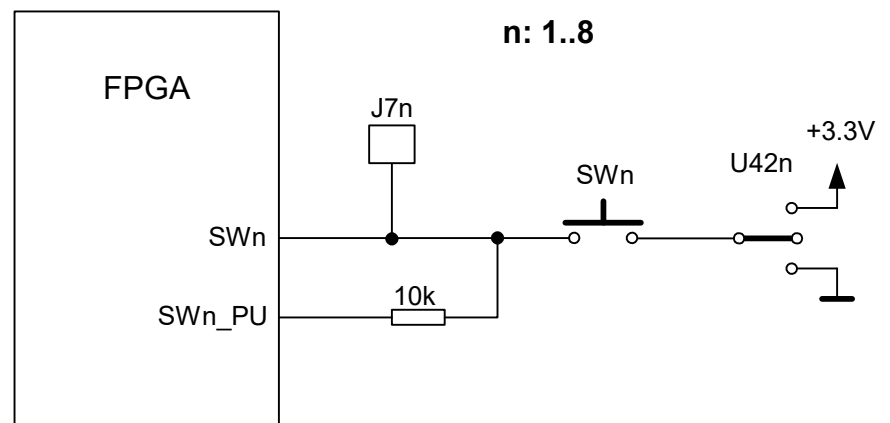 n: 1..8
FPGA
J7n
+3.3V
U42n
SWn
SWn
10k
SWn_PU